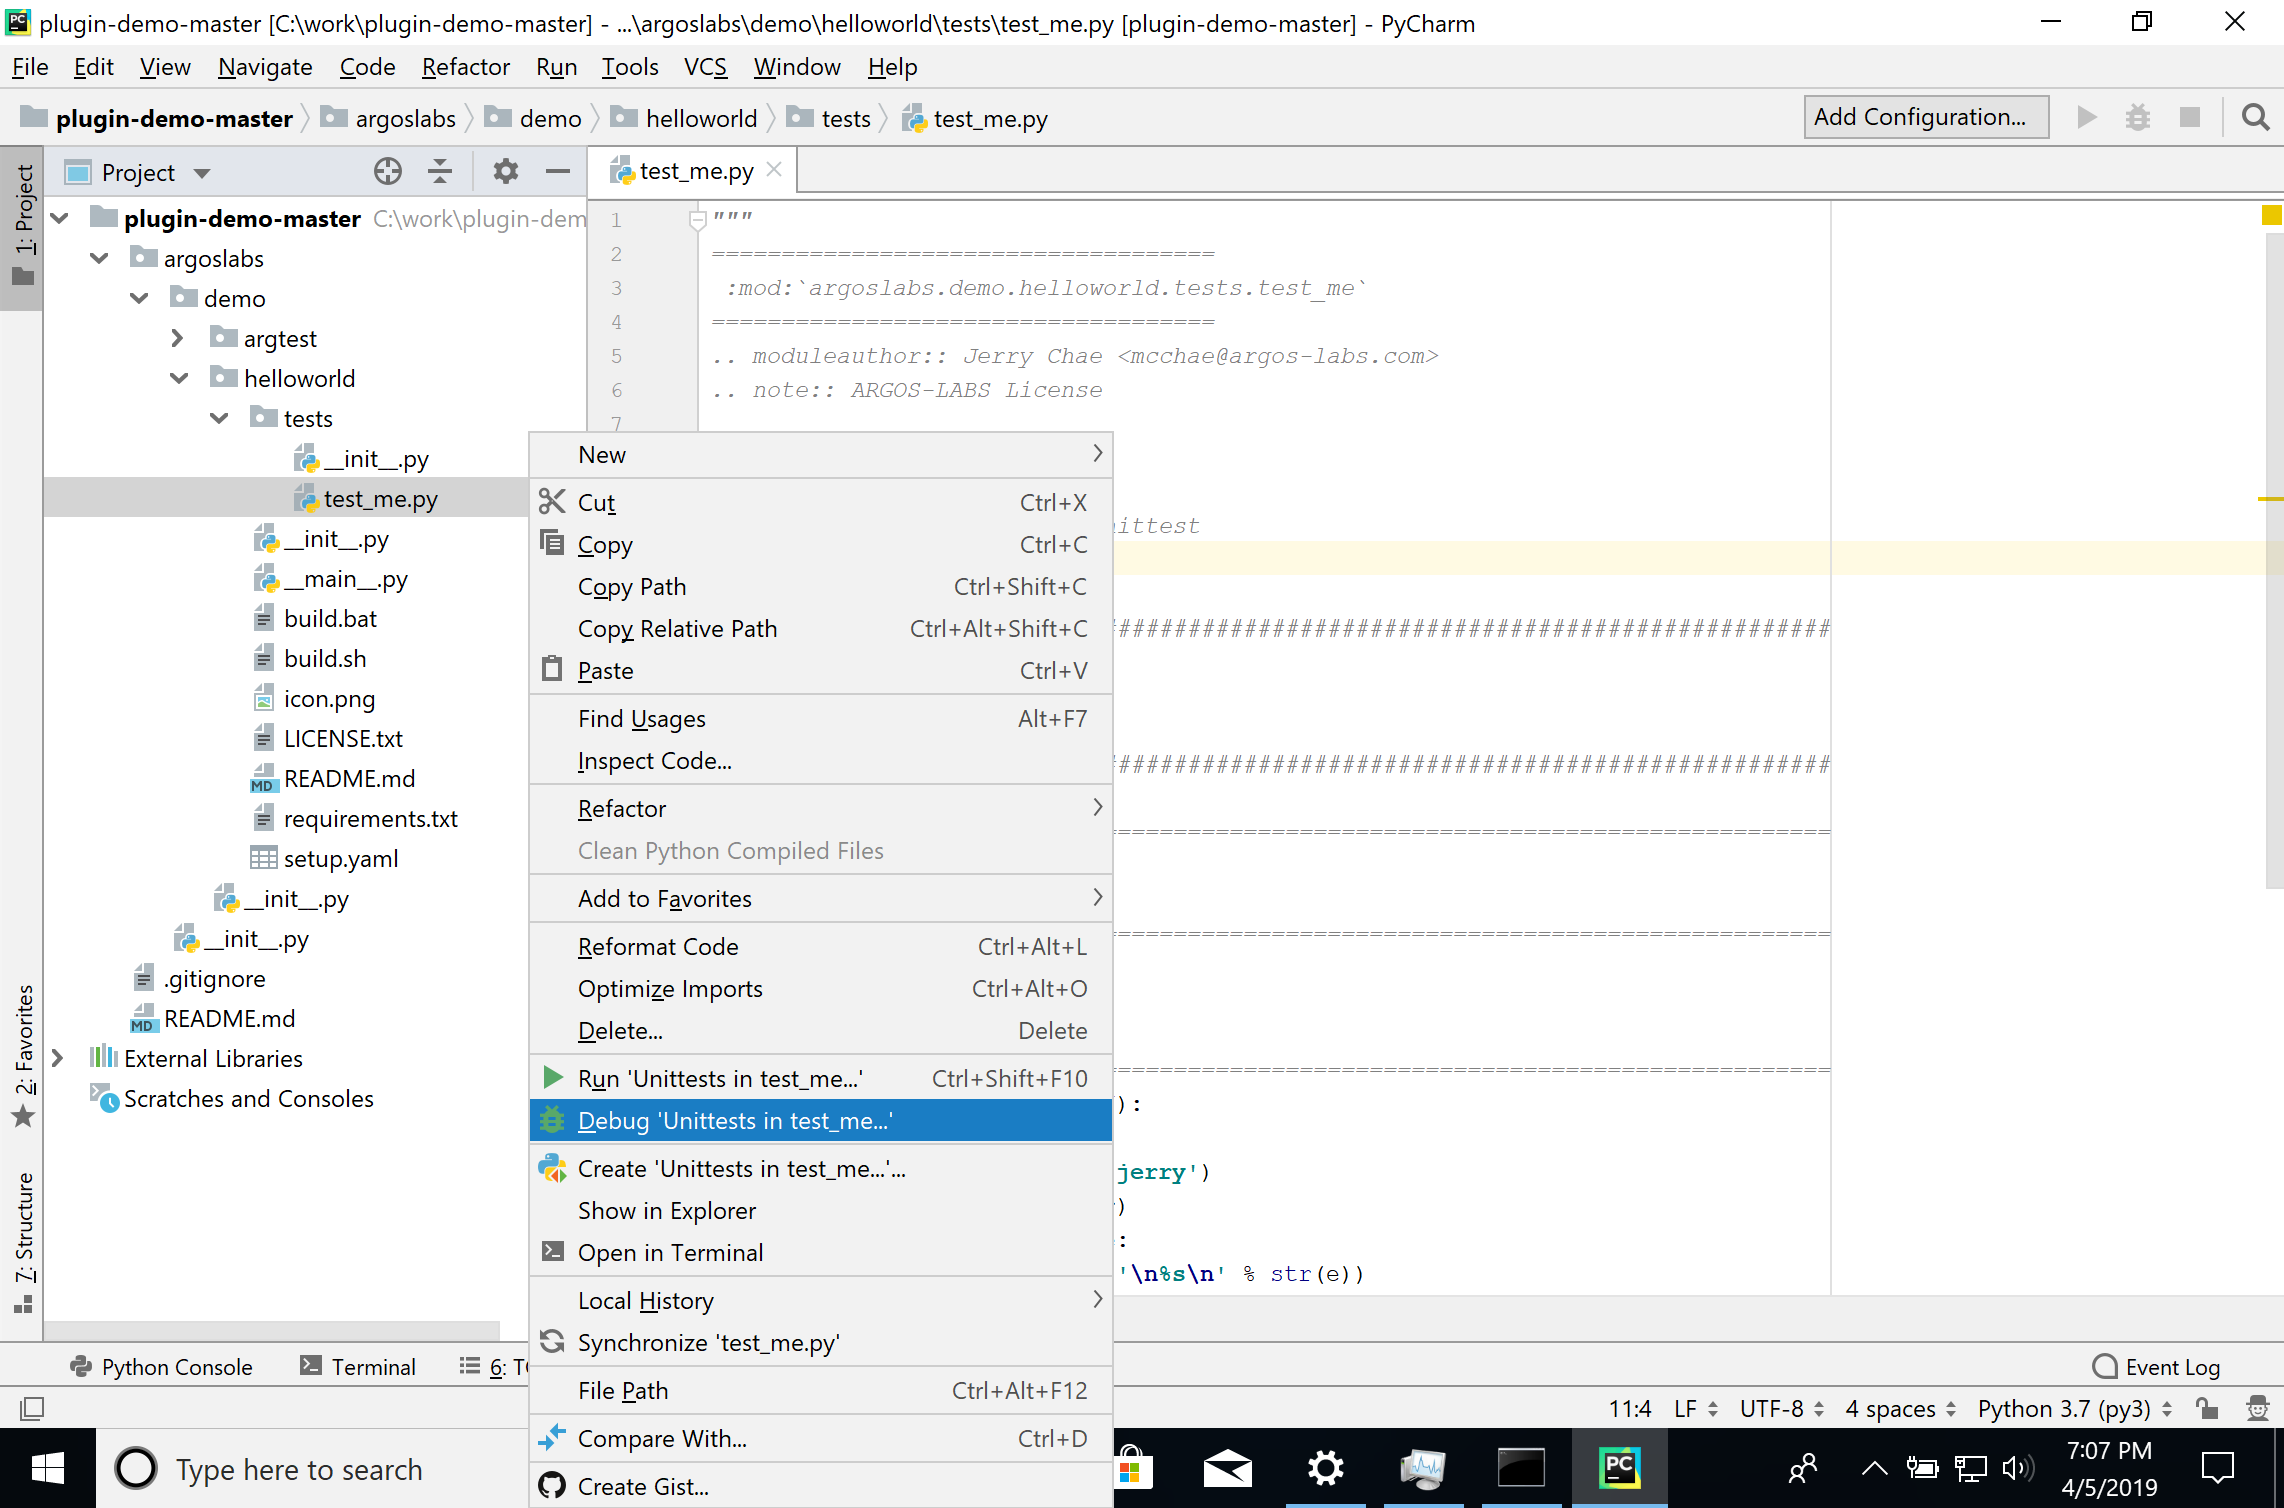 plugin-demo-master [C:\work\plugin-demo-master] - ...\argoslabs\demo\helloworld\tests\test_me.py [plugin-demo-master] - PyCharm
File Edit View Navigate Code Refactor Run Tools VCS Window Help
plugin-demo-master argoslabs demo helloworld tests test_me.py Add Configuration...
1: Project
2: Favorites
7: Structure
Project
plugin-demo-master C:\work\plugin-dem
argoslabs
demo
argtest
helloworld
tests
__init__.py
test_me.py
__init__.py
__main__.py
build.bat
build.sh
icon.png
LICENSE.txt
README.md
requirements.txt
setup.yaml
__init__.py
__init__.py
.gitignore
README.md
External Libraries
Scratches and Consoles
test_me.py
1 """
2 ====================================
3 :mod:`argoslabs.demo.helloworld.tests.test_me`
4 ====================================
5 .. moduleauthor:: Jerry Chae <mcchae@argos-labs.com>
6 .. note:: ARGOS-LABS License
7
ittest
):
jerry')
)
:
'\n%s\n' % str(e))
New
Cut Ctrl+X
Copy Ctrl+C
Copy Path Ctrl+Shift+C
Copy Relative Path Ctrl+Alt+Shift+C
Paste Ctrl+V
Find Usages Alt+F7
Inspect Code...
Refactor
Clean Python Compiled Files
Add to Favorites
Reformat Code Ctrl+Alt+L
Optimize Imports Ctrl+Alt+O
Delete... Delete
Run 'Unittests in test_me...' Ctrl+Shift+F10
Debug 'Unittests in test_me...'
Create 'Unittests in test_me...'...
Show in Explorer
Open in Terminal
Local History
Synchronize 'test_me.py'
File Path Ctrl+Alt+F12
Compare With... Ctrl+D
Create Gist...
Python Console Terminal 6: T Event Log
11:4 LF UTF-8 4 spaces Python 3.7 (py3)
Type here to search
7:07 PM
4/5/2019